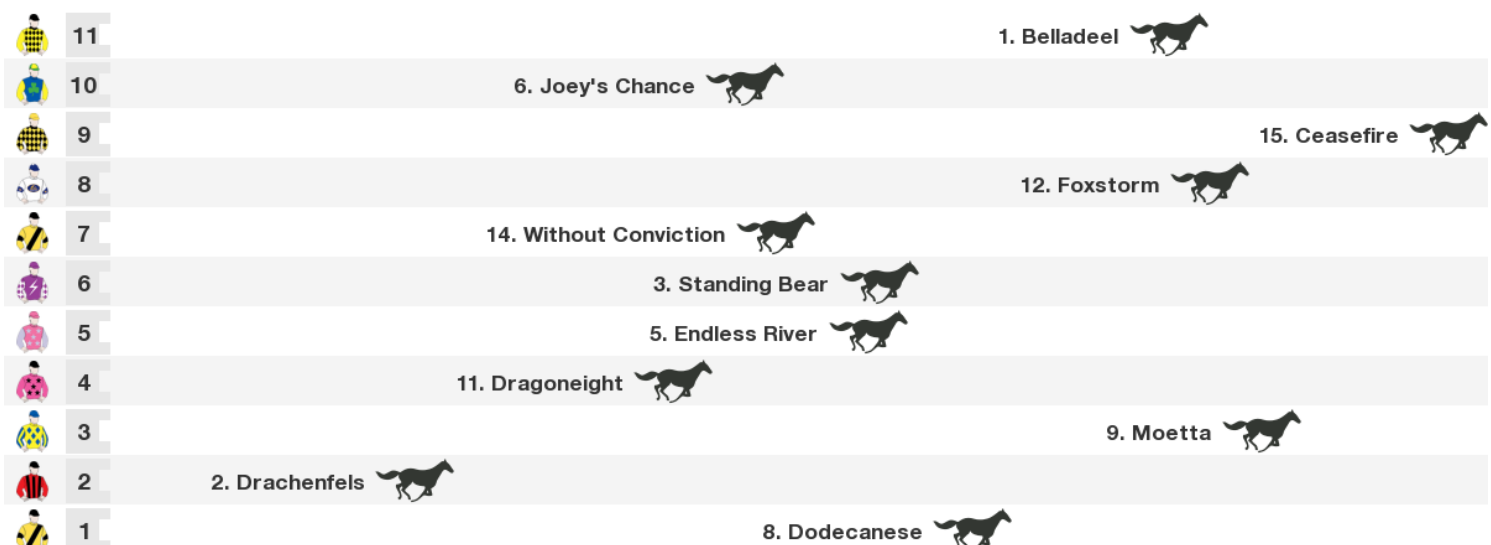 11 1. Belladeel
10 6. Joey's Chance
9 15. Ceasefire
8 12. Foxstorm
7 14. Without Conviction
6 3. Standing Bear
5 5. Endless River
4 11. Dragoneight
3 9. Moetta
2 2. Drachenfels
1 8. Dodecanese